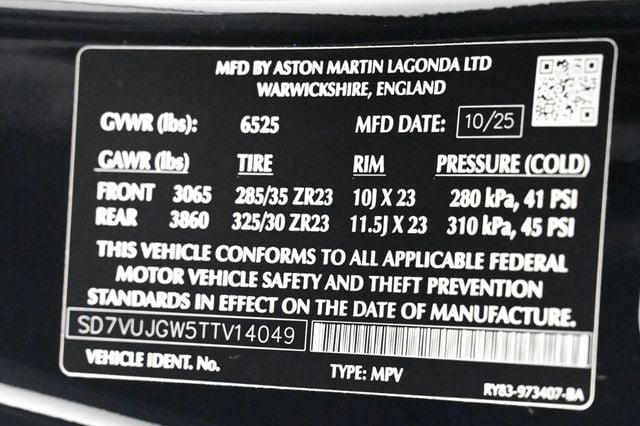 MFD BY ASTON MARTIN LAGONDA LTD
WARWICKSHIRE, ENGLAND
GVWR (lbs): 6525 MFD DATE: 10/25
GAWR (lbs) TIRE RIM PRESSURE (COLD)
FRONT 3065 285/35 ZR23 10J X 23 280 kPa, 41 PSI
REAR 3860 325/30 ZR23 11.5J X 23 310 kPa, 45 PSI
THIS VEHICLE CONFORMS TO ALL APPLICABLE FEDERAL
MOTOR VEHICLE SAFETY AND THEFT PREVENTION
STANDARDS IN EFFECT ON THE DATE OF MANUFACTURE.
SD7VUJGW5TTV14049
VEHICLE IDENT. No. TYPE: MPV RY83-973407-BA